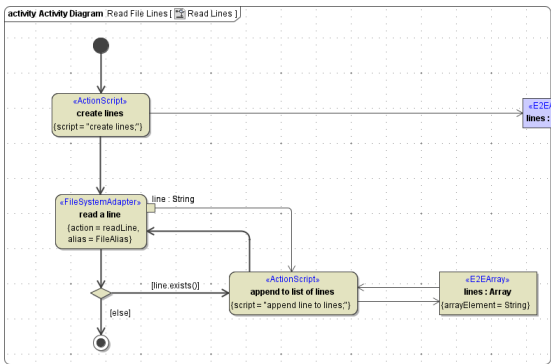 activity Activity Diagram Read File Lines [ Read Lines ]
«ActionScript»
create lines
{script = "create lines;"}
«E2EA
lines :
«FileSystemAdapter»
read a line
{action = readLine,
alias = FileAlias}
line : String
[line.exists()]
[else]
«ActionScript»
append to list of lines
{script = "append line to lines;"}
«E2EArray»
lines : Array
{arrayElement = String}